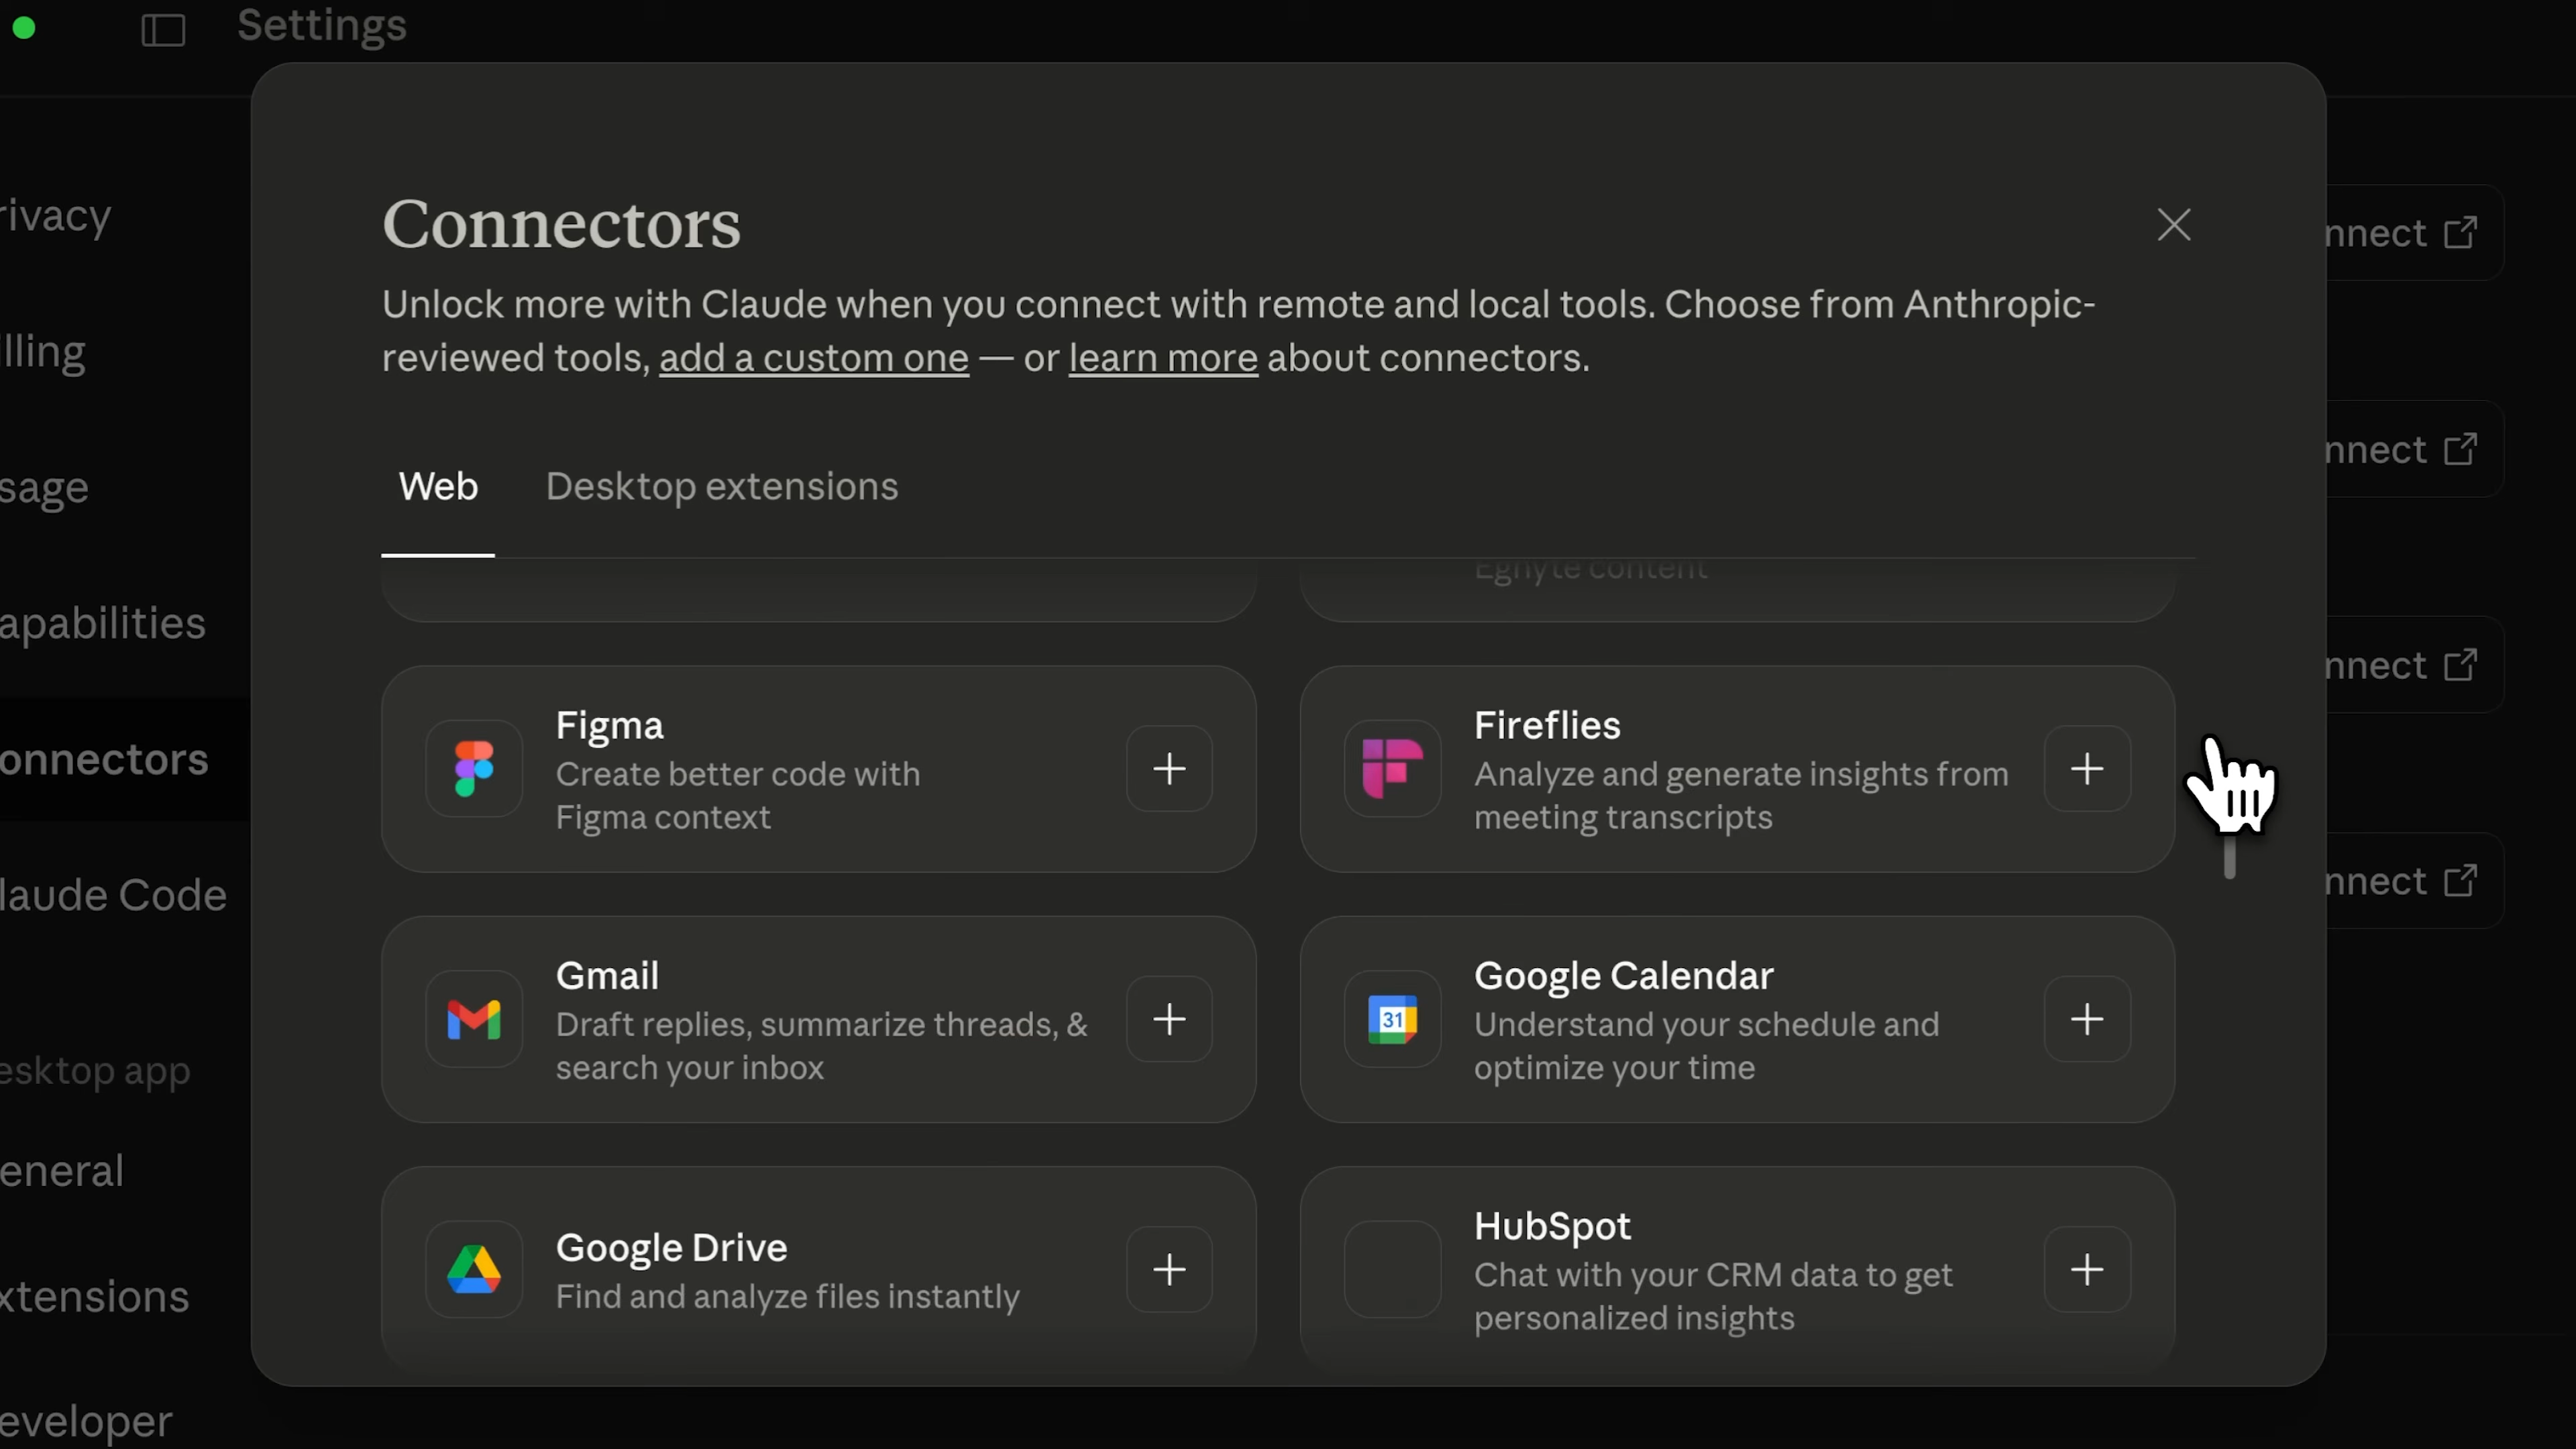 Settings
Connectors
Unlock more with Claude when you connect with remote and local tools. Choose from Anthropic-
reviewed tools, add a custom one — or learn more about connectors.
Web
Desktop extensions
Egnyte content
Figma
Create better code with
Figma context
Fireflies
Analyze and generate insights from
meeting transcripts
Gmail
Draft replies, summarize threads, &
search your inbox
31
Google Calendar
Understand your schedule and
optimize your time
Google Drive
Find and analyze files instantly
HubSpot
Chat with your CRM data to get
personalized insights
rivacy
illing
sage
apabilities
onnectors
laude Code
esktop app
eneral
xtensions
eveloper
nnect
nnect
nnect
nnect